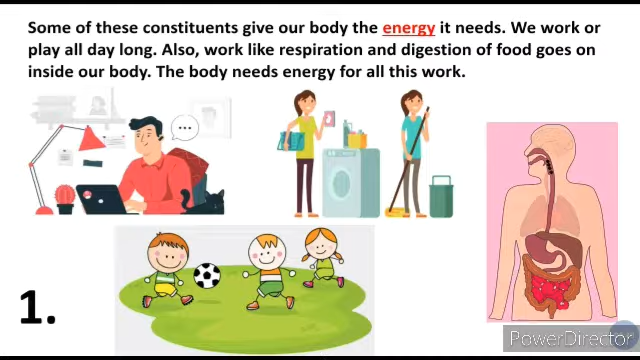 Some of these constituents give our body the energy it needs. We work or
play all day long. Also, work like respiration and digestion of food goes on
inside our body. The body needs energy for all this work.
1.
PowerDirector